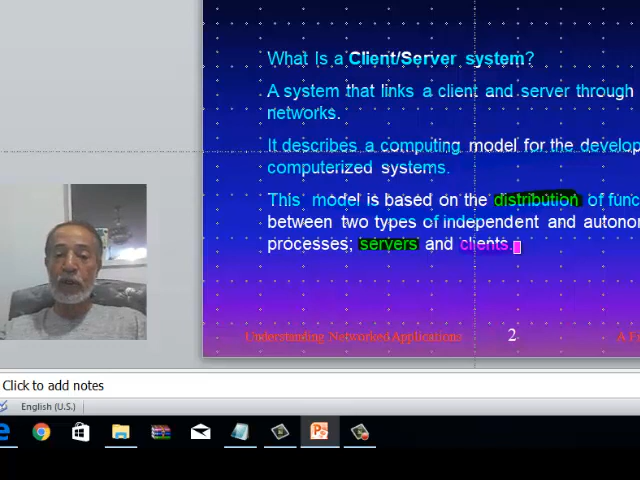 What Is a Client/Server system?
A system that links a client and server through
networks.
It describes a computing model for the develop
computerized systems.
This model is based on the distribution of func
between two types of independent and autonor
processes; servers and clients.
Understanding Networked Applications 2 A F
Click to add notes
English (U.S.)